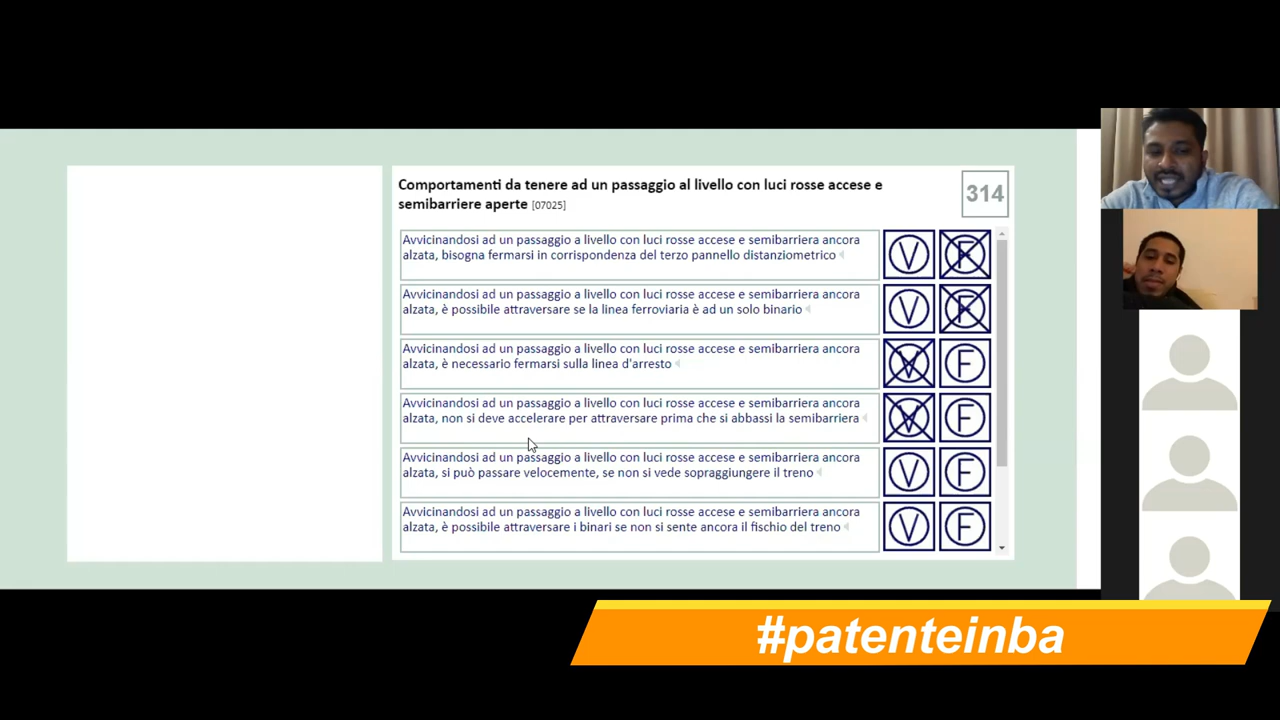 Comportamenti da tenere ad un passaggio al livello con luci rosse accese e
semibarriere aperte [07025]
314
Avvicinandosi ad un passaggio a livello con luci rosse accese e semibarriera ancora
alzata, bisogna fermarsi in corrispondenza del terzo pannello distanziometrico
V F
Avvicinandosi ad un passaggio a livello con luci rosse accese e semibarriera ancora
alzata, è possibile attraversare se la linea ferroviaria è ad un solo binario
V F
Avvicinandosi ad un passaggio a livello con luci rosse accese e semibarriera ancora
alzata, è necessario fermarsi sulla linea d'arresto
V F
Avvicinandosi ad un passaggio a livello con luci rosse accese e semibarriera ancora
alzata, non si deve accelerare per attraversare prima che si abbassi la semibarriera
V F
Avvicinandosi ad un passaggio a livello con luci rosse accese e semibarriera ancora
alzata, si può passare velocemente, se non si vede sopraggiungere il treno
V F
Avvicinandosi ad un passaggio a livello con luci rosse accese e semibarriera ancora
alzata, è possibile attraversare i binari se non si sente ancora il fischio del treno
V F
#patenteinba